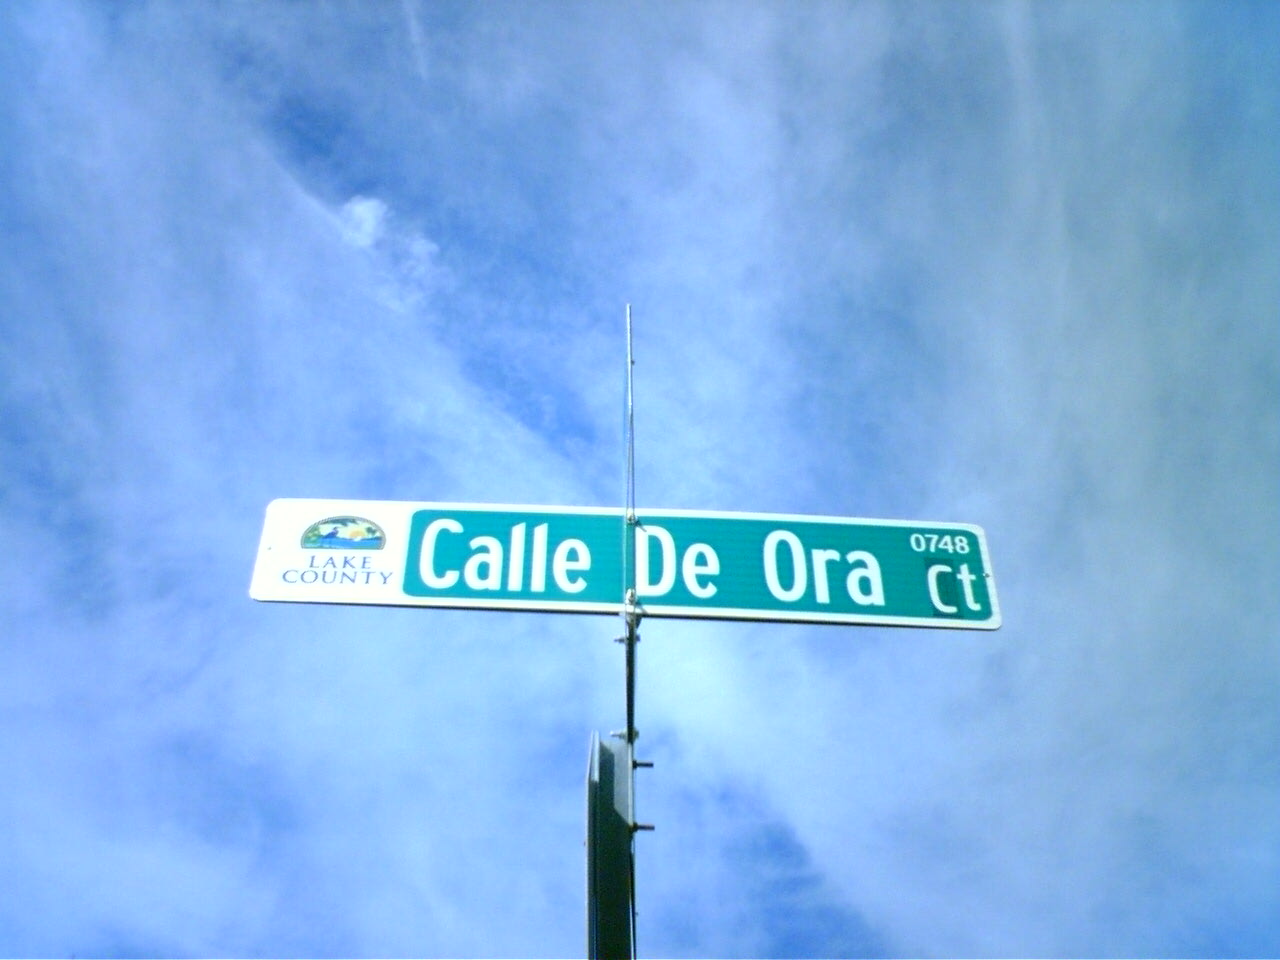 LAKE
COUNTY
Calle De Ora Ct
0748